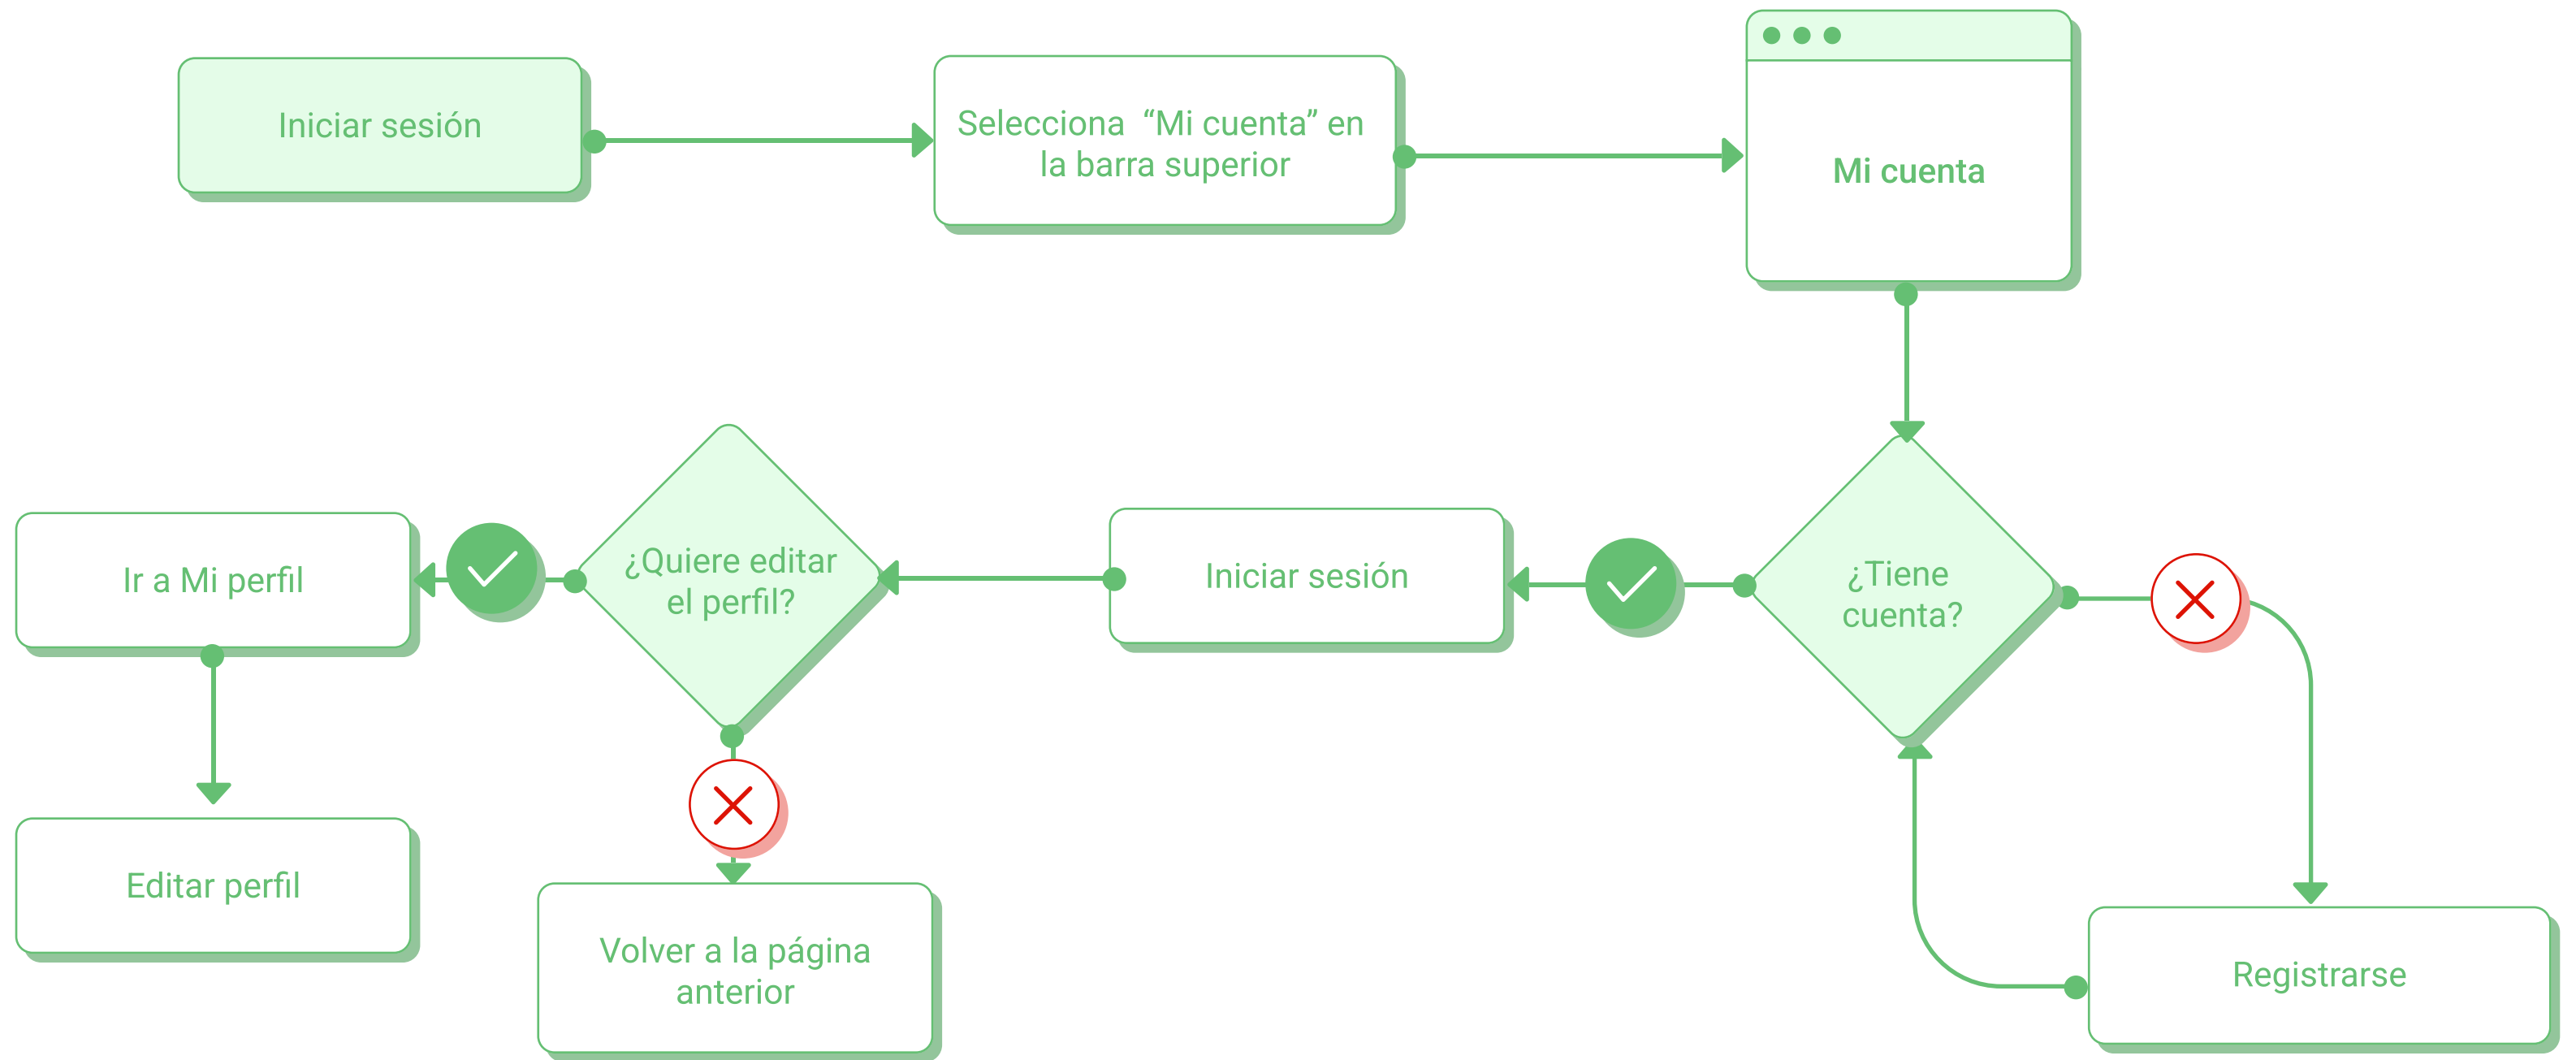 Iniciar sesión
Selecciona “Mi cuenta” en
la barra superior
Mi cuenta
¿Tiene
cuenta?
Iniciar sesión
¿Quiere editar
el perfil?
Ir a Mi perfil
Editar perfil
Volver a la página
anterior
Registrarse